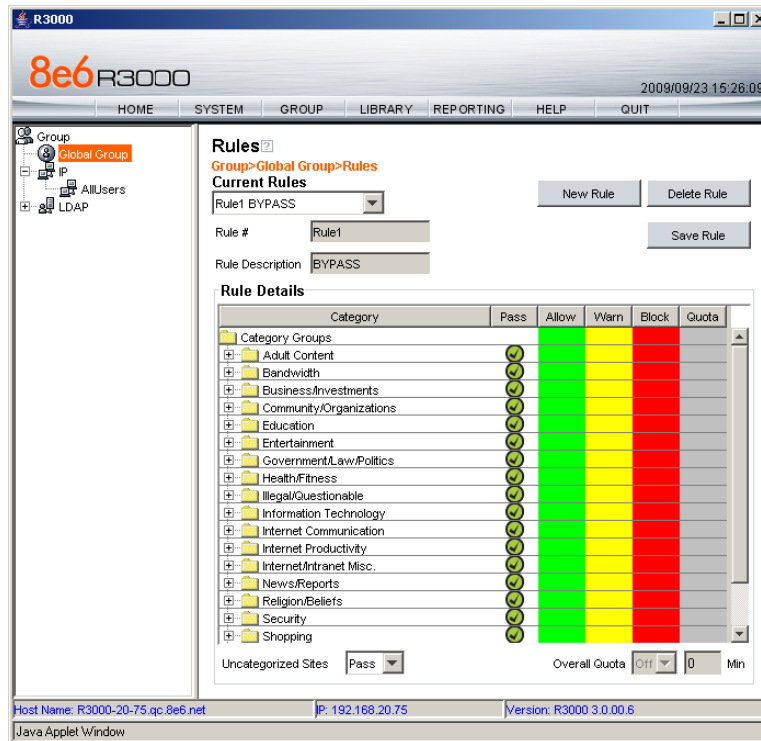 R3000
8e6 R3000
2009/09/23 15:26:09
HOME SYSTEM GROUP LIBRARY REPORTING HELP QUIT
Group
Global Group
IP
AllUsers
LDAP
Rules?
Group>Global Group>Rules
Current Rules
Rule1 BYPASS
New Rule
Delete Rule
Rule # Rule1
Save Rule
Rule Description BYPASS
Rule Details
Category Pass Allow Warn Block Quota
Category Groups
Adult Content
Bandwidth
Business/Investments
Community/Organizations
Education
Entertainment
Government/Law/Politics
Health/Fitness
Illegal/Questionable
Information Technology
Internet Communication
Internet Productivity
Internet/Intranet Misc.
News/Reports
Religion/Beliefs
Security
Shopping
Uncategorized Sites Pass Overall Quota Off 0 Min
Host Name: R3000-20-75.qc.8e6.net IP: 192.168.20.75 Version: R3000 3.0.00.6
Java Applet Window